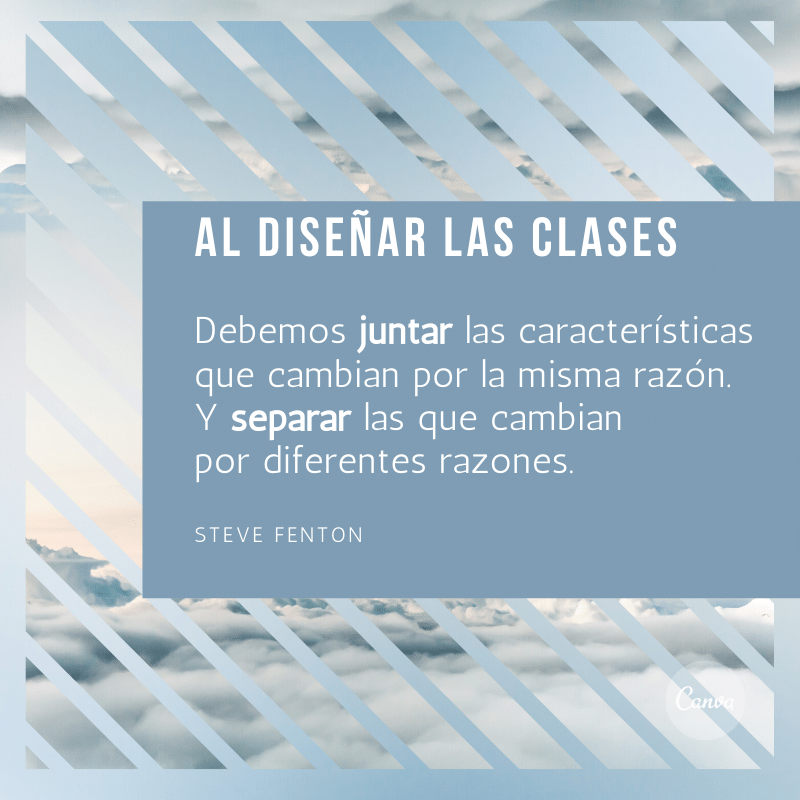 AL DISEÑAR LAS CLASES
Debemos juntar las características
que cambian por la misma razón.
Y separar las que cambian
por diferentes razones.
STEVE FENTON
Canva